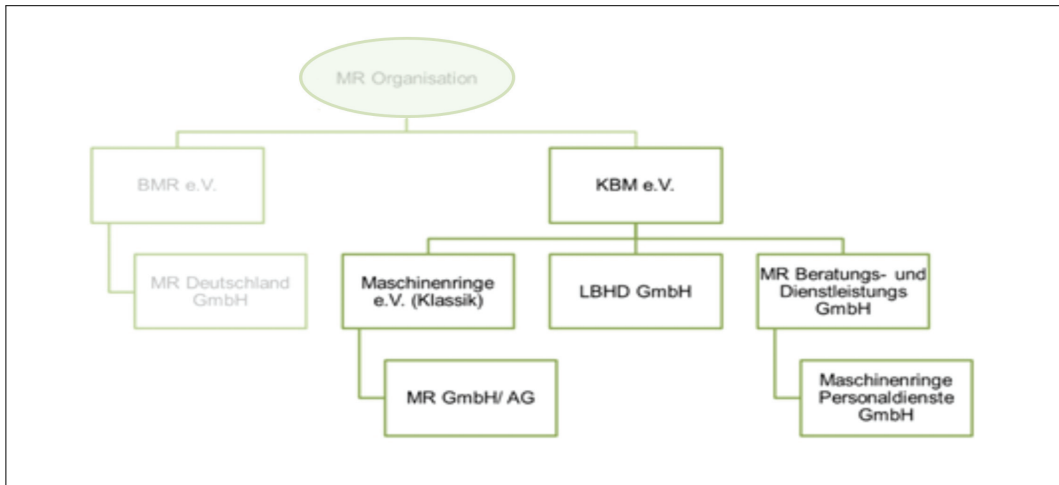 MR Organisation
BMR e.V.
KBM e.V.
MR Deutschland
GmbH
Maschinenringe
e.V. (Klassik)
LBHD GmbH
MR Beratungs- und
Dienstleistungs
GmbH
MR GmbH/ AG
Maschinenringe
Personaldienste
GmbH